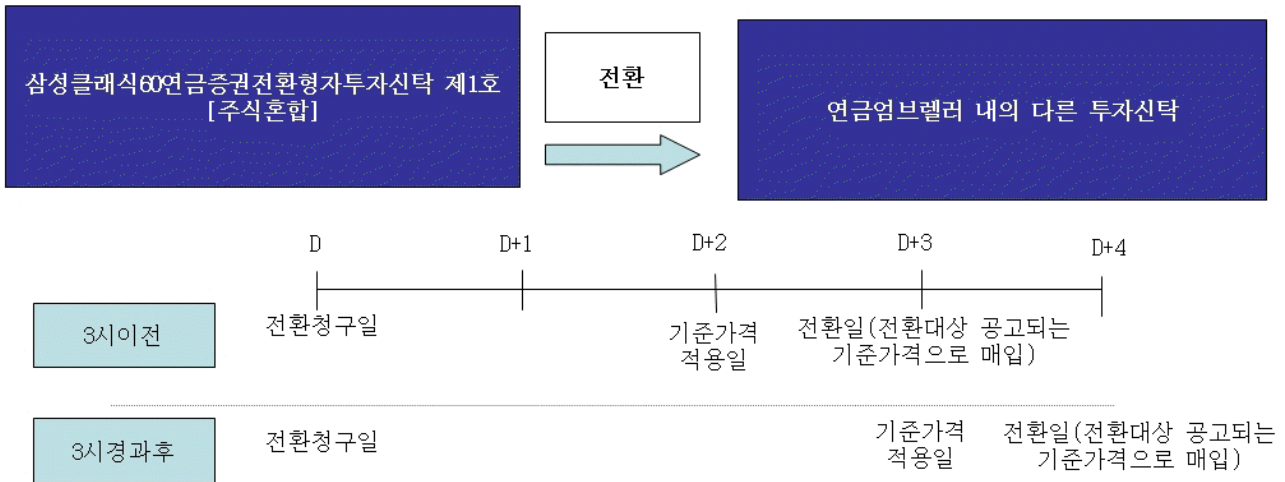 삼성클래식60연금증권전환형자투자신탁 제1호
[주식혼합]
전환
연금엄브렐러 내의 다른 투자신탁
D
D+1
D+2
D+3
D+4
3시이전
전환청구일
기준가격
적용일
전환일(전환대상 공고되는
기준가격으로 매입)
3시경과후
전환청구일
기준가격
적용일
전환일(전환대상 공고되는
기준가격으로 매입)